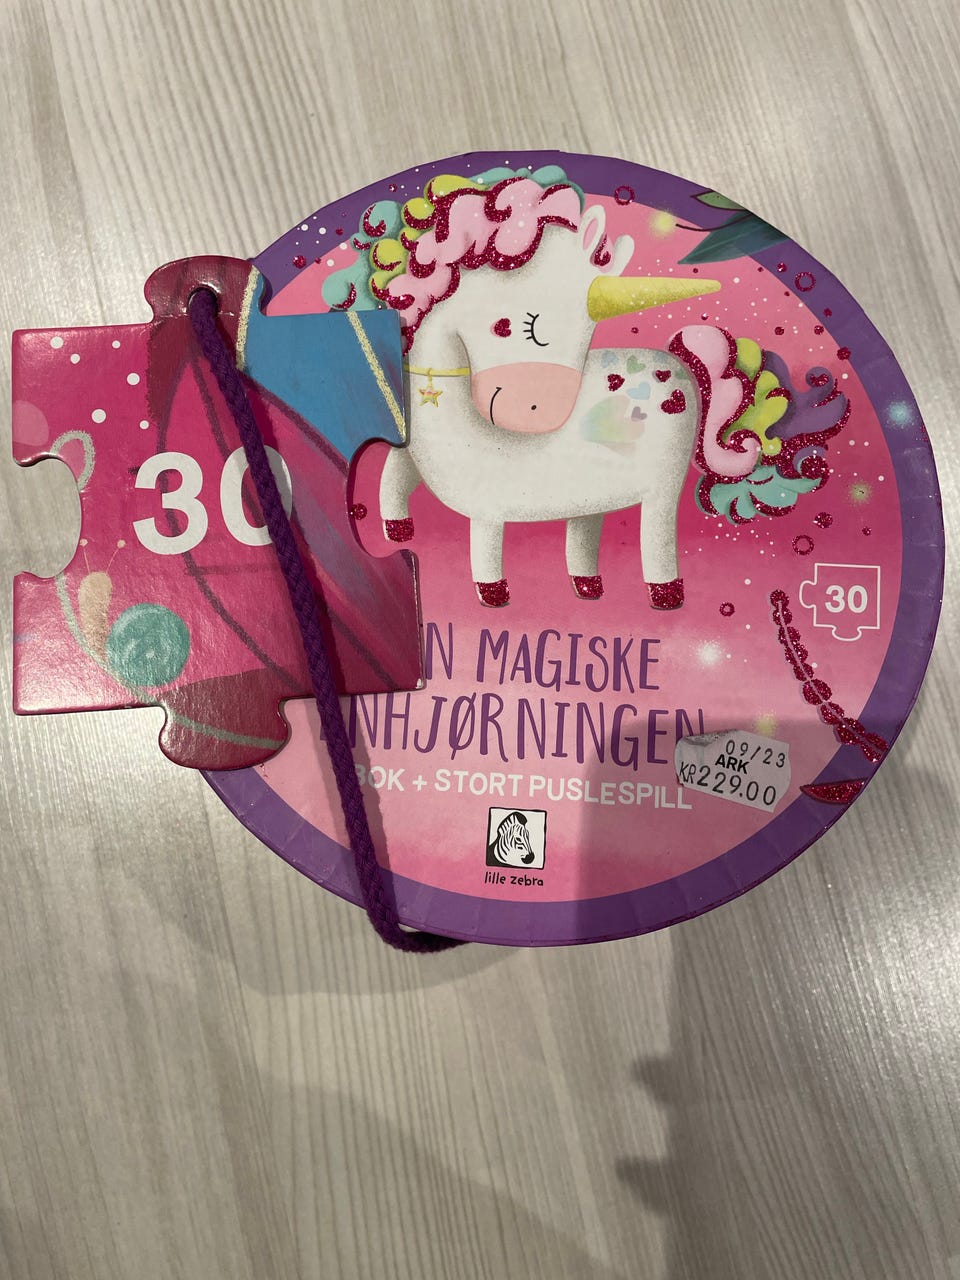 30
30
N MAGISKE
NHJØRNINGEN
BOK + STORT PUSLESPILL
09/23
ARK
KR229.00
lille zebra